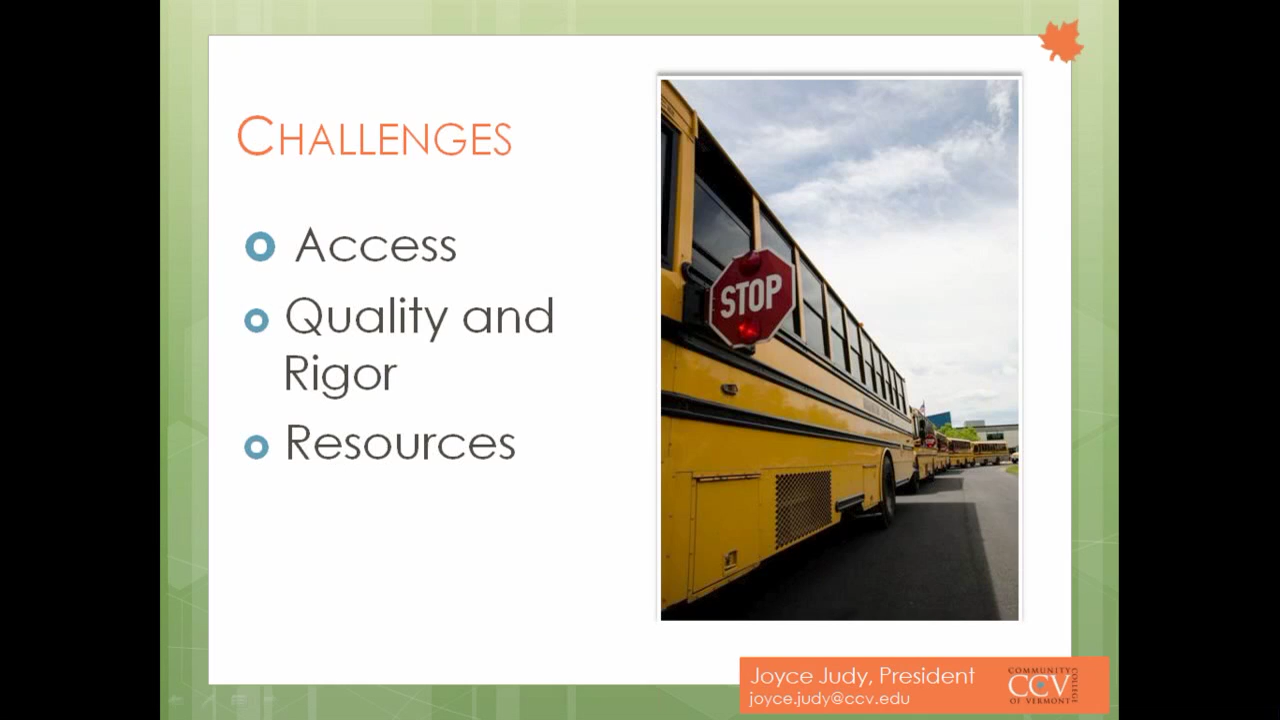 CHALLENGES
Access
Quality and
Rigor
Resources
STOP
Joyce Judy, President
joyce.judy@ccv.edu
COMMUNITY
CCV
COLLEGE
OF VERMONT